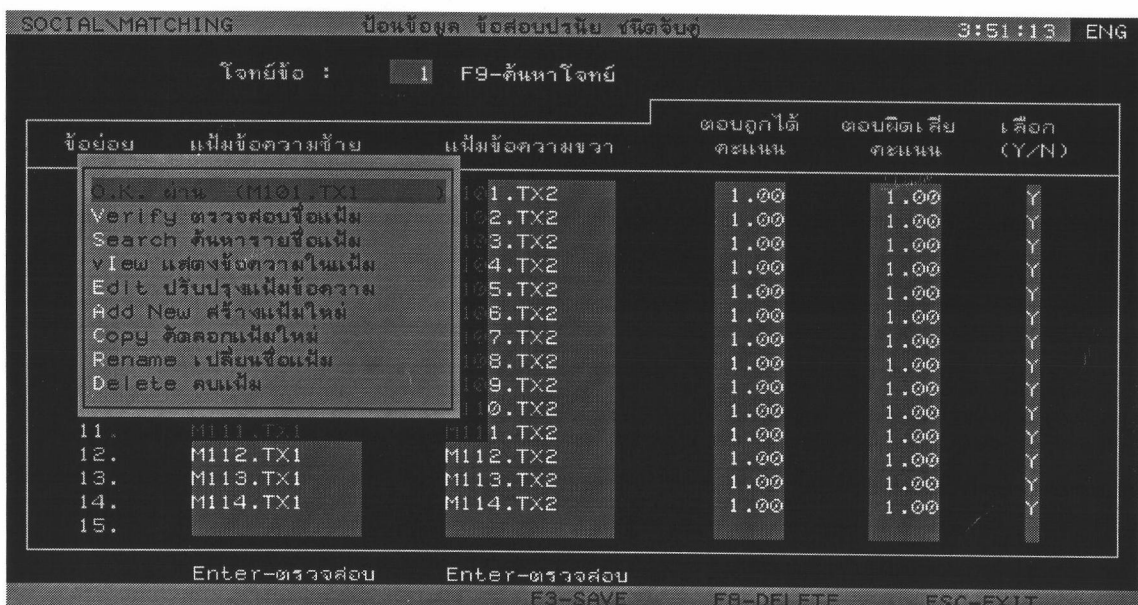 SOCIAL\MATCHING ป้อนข้อมูล ข้อสอบปรนัย ชนิดจับคู่ 3:51:13 ENG
โจทย์ข้อ : 1 F9-ค้นหาโจทย์
ตอบถูกได้ ตอบผิดเสีย เลือก
ข้อย่อย แฟ้มข้อความซ้าย แฟ้มข้อความขวา คะแนน คะแนน (Y/N)
O.K. ผ่าน (M101.TX1 ) 1.TX2 1.00 1.00 Y
Verify ตรวจสอบชื่อแฟ้ม 2.TX2 1.00 1.00 Y
Search ค้นหารายชื่อแฟ้ม 3.TX2 1.00 1.00 Y
vIew แสดงข้อความในแฟ้ม 4.TX2 1.00 1.00 Y
Edit ปรับปรุงแฟ้มข้อความ 5.TX2 1.00 1.00 Y
Add New สร้างแฟ้มใหม่ 6.TX2 1.00 1.00 Y
Copy คัดลอกแฟ้มใหม่ 7.TX2 1.00 1.00 Y
Rename เปลี่ยนชื่อแฟ้ม 8.TX2 1.00 1.00 Y
Delete ลบแฟ้ม 9.TX2 1.00 1.00 Y
0.TX2 1.00 1.00 Y
11. M111.TX1 M111.TX2 1.00 1.00 Y
12. M112.TX1 M112.TX2 1.00 1.00 Y
13. M113.TX1 M113.TX2 1.00 1.00 Y
14. M114.TX1 M114.TX2 1.00 1.00 Y
15.
Enter-ตรวจสอบ Enter-ตรวจสอบ
F3-SAVE F8-DELETE ESC-EXIT